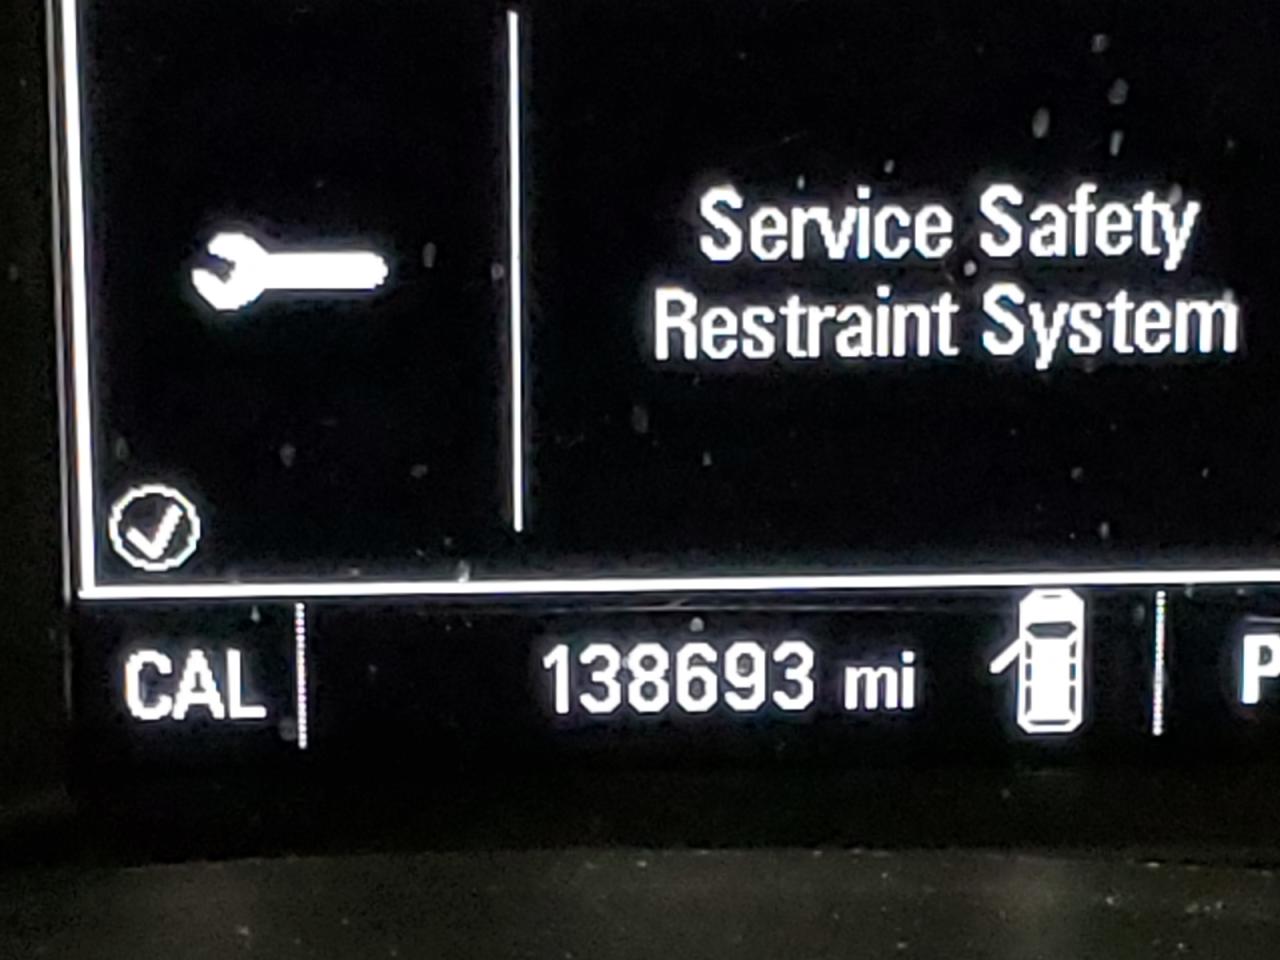 Service Safety
Restraint System
CAL
138693 mi
P